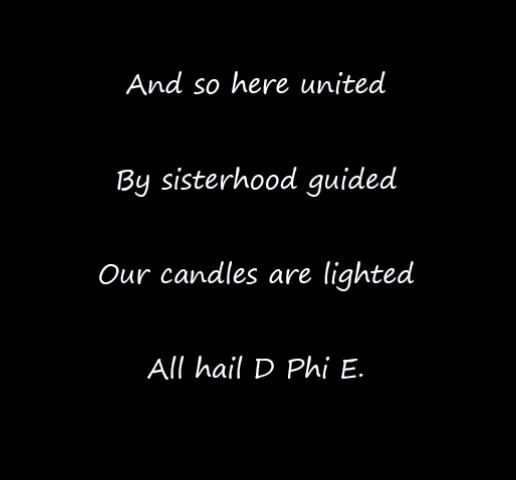 And so here united
By sisterhood guided
Our candles are lighted
All hail D Phi E.